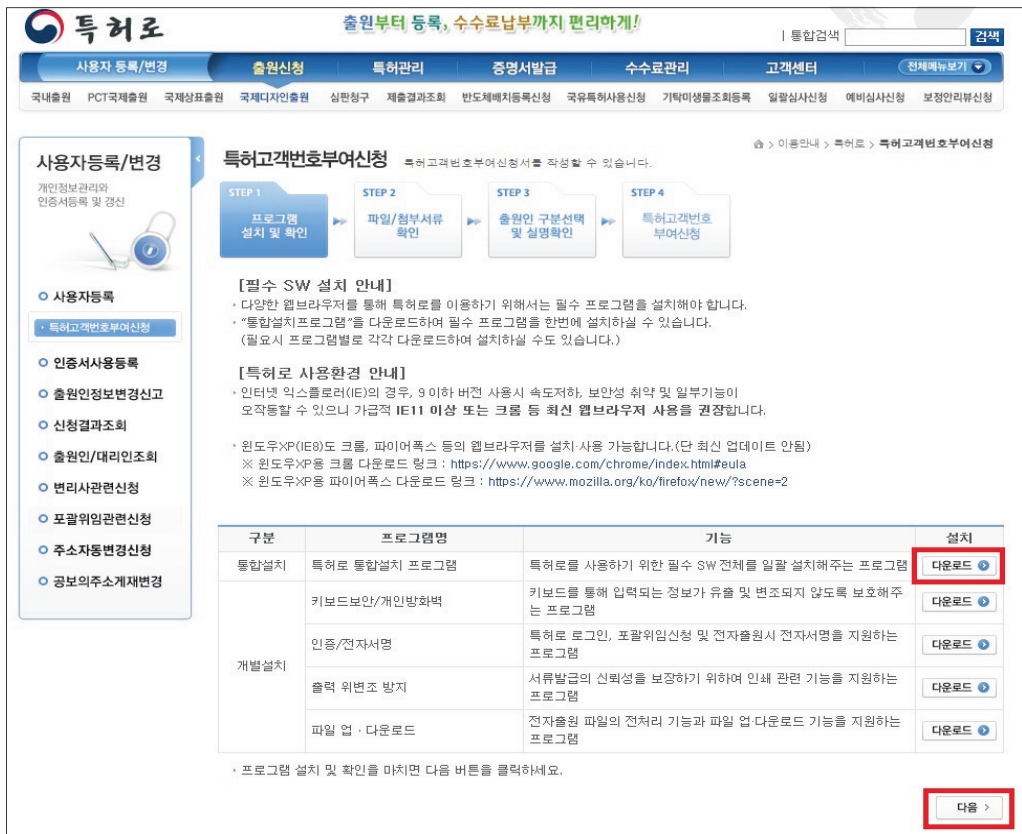 특허로
출원부터 등록, 수수료납부까지 편리하게!
통합검색
검색
사용자 등록/변경 출원신청 특허관리 증명서발급 수수료관리 고객센터 전체메뉴보기
국내출원 PCT국제출원 국제상표출원 국제디자인출원 심판청구 제출결과조회 반도체배치등록신청 국유특허사용신청 기탁미생물조회등록 일괄심사신청 예비심사신청 보정안리뷰신청
사용자등록/변경
개인정보관리와
인증서등록 및 갱신
사용자등록
· 특허고객번호부여신청
인증서사용등록
출원인정보변경신고
신청결과조회
출원인/대리인조회
변리사관련신청
포괄위임관련신청
주소자동변경신청
공보의주소게재변경
> 이용안내 > 특허로 > 특허고객번호부여신청
특허고객번호부여신청 특허고객번호부여신청서를 작성할 수 있습니다.
STEP 1
프로그램
설치 및 확인
STEP 2
파일/첨부서류
확인
STEP 3
출원인 구분선택
및 실명확인
STEP 4
특허고객번호
부여신청
[필수 SW 설치 안내]
· 다양한 웹브라우저를 통해 특허로를 이용하기 위해서는 필수 프로그램을 설치해야 합니다.
· “통합설치프로그램”을 다운로드하여 필수 프로그램을 한번에 설치하실 수 있습니다.
(필요시 프로그램별로 각각 다운로드하여 설치하실 수도 있습니다.)
[특허로 사용환경 안내]
· 인터넷 익스플로러(IE)의 경우, 9이하 버전 사용시 속도저하, 보안성 취약 및 일부기능이
오작동할 수 있으니 가급적 IE11 이상 또는 크롬 등 최신 웹브라우저 사용을 권장합니다.
· 윈도우XP(IE8)도 크롬, 파이어폭스 등의 웹브라우저를 설치·사용 가능합니다.(단 최신 업데이트 안됨)
※ 윈도우XP용 크롬 다운로드 링크 : https://www.google.com/chrome/index.html#eula
※ 윈도우XP용 파이어폭스 다운로드 링크 : https://www.mozilla.org/ko/firefox/new/?scene=2
구분 프로그램명 기능 설치
통합설치 특허로 통합설치 프로그램 특허로를 사용하기 위한 필수 SW 전체를 일괄 설치해주는 프로그램 다운로드
개별설치
키보드보안/개인방화벽
키보드를 통해 입력되는 정보가 유출 및 변조되지 않도록 보호해주
는 프로그램
다운로드
인증/전자서명
특허로 로그인, 포괄위임신청 및 전자출원시 전자서명을 지원하는
프로그램
다운로드
출력 위변조 방지
서류발급의 신뢰성을 보장하기 위하여 인쇄 관련 기능을 지원하는
프로그램
다운로드
파일 업 · 다운로드
전자출원 파일의 전처리 기능과 파일 업·다운로드 기능을 지원하는
프로그램
다운로드
· 프로그램 설치 및 확인을 마치면 다음 버튼을 클릭하세요.
다음 >